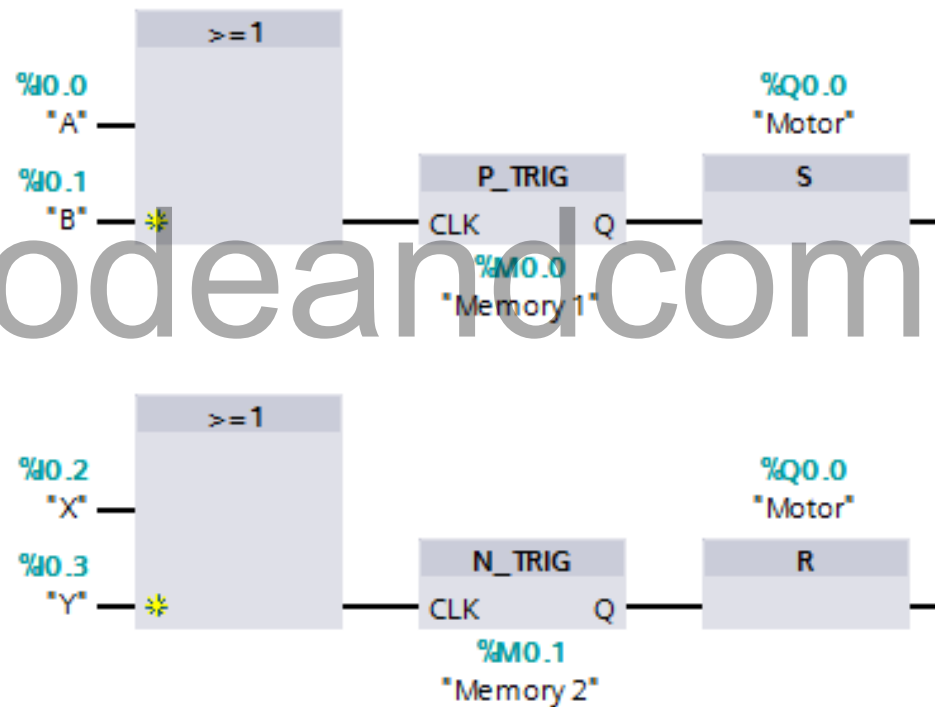 >=1
%I0.0
"A"
%Q0.0
"Motor"
%I0.1
"B"
P_TRIG
S
CLK
Q
%M0.0
"Memory 1"
odeandcom
>=1
%I0.2
"X"
%Q0.0
"Motor"
%I0.3
"Y"
N_TRIG
R
CLK
Q
%M0.1
"Memory 2"